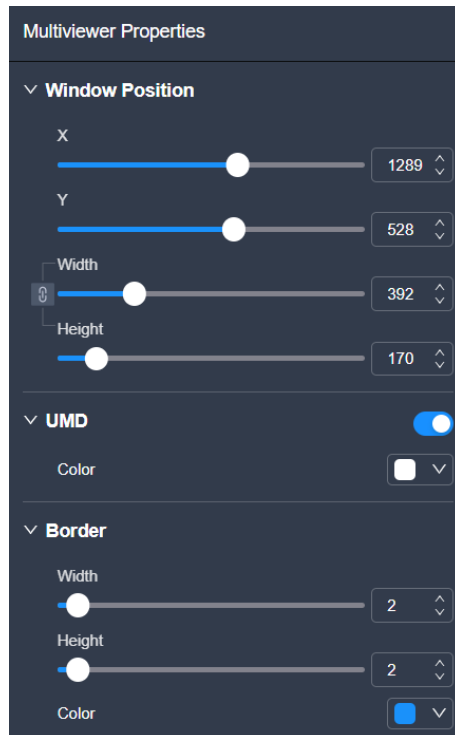 Multiviewer Properties
Window Position
X
1289
Y
528
Width
392
Height
170
UMD
Color
Border
Width
2
Height
2
Color